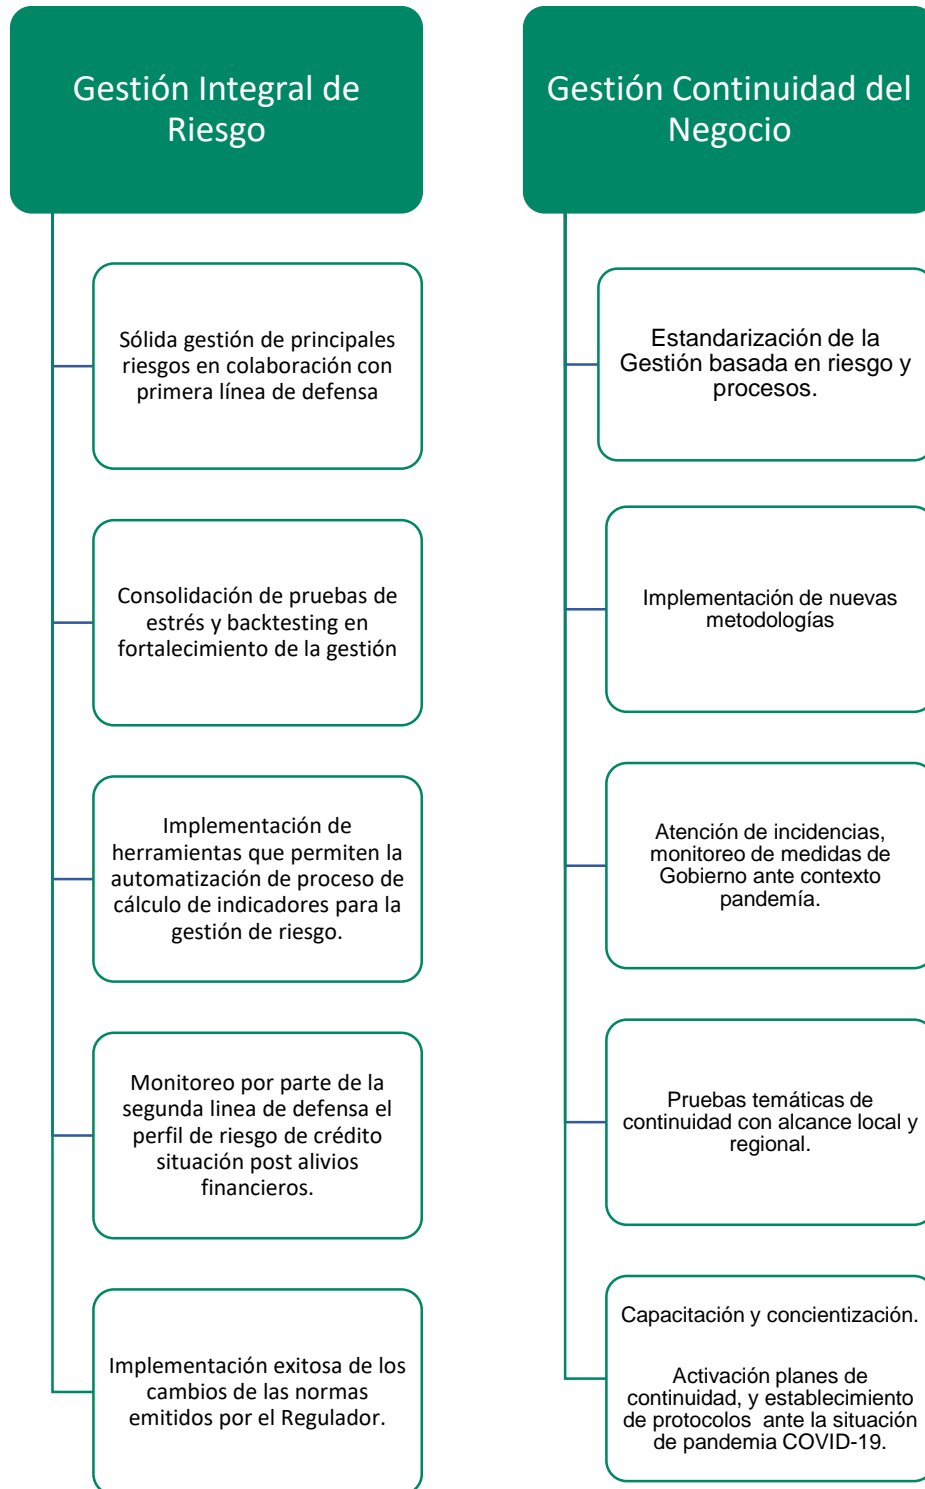 Gestión Integral de
Riesgo
Sólida gestión de principales
riesgos en colaboración con
primera línea de defensa
Consolidación de pruebas de
estrés y backtesting en
fortalecimiento de la gestión
Implementación de
herramientas que permiten la
automatización de proceso de
cálculo de indicadores para la
gestión de riesgo.
Monitoreo por parte de la
segunda linea de defensa el
perfil de riesgo de crédito
situación post alivios
financieros.
Implementación exitosa de los
cambios de las normas
emitidos por el Regulador.
Gestión Continuidad del
Negocio
Estandarización de la
Gestión basada en riesgo y
procesos.
Implementación de nuevas
metodologías
Atención de incidencias,
monitoreo de medidas de
Gobierno ante contexto
pandemía.
Pruebas temáticas de
continuidad con alcance local y
regional.
Capacitación y concientización.
Activación planes de
continuidad, y establecimiento
de protocolos ante la situación
de pandemia COVID-19.